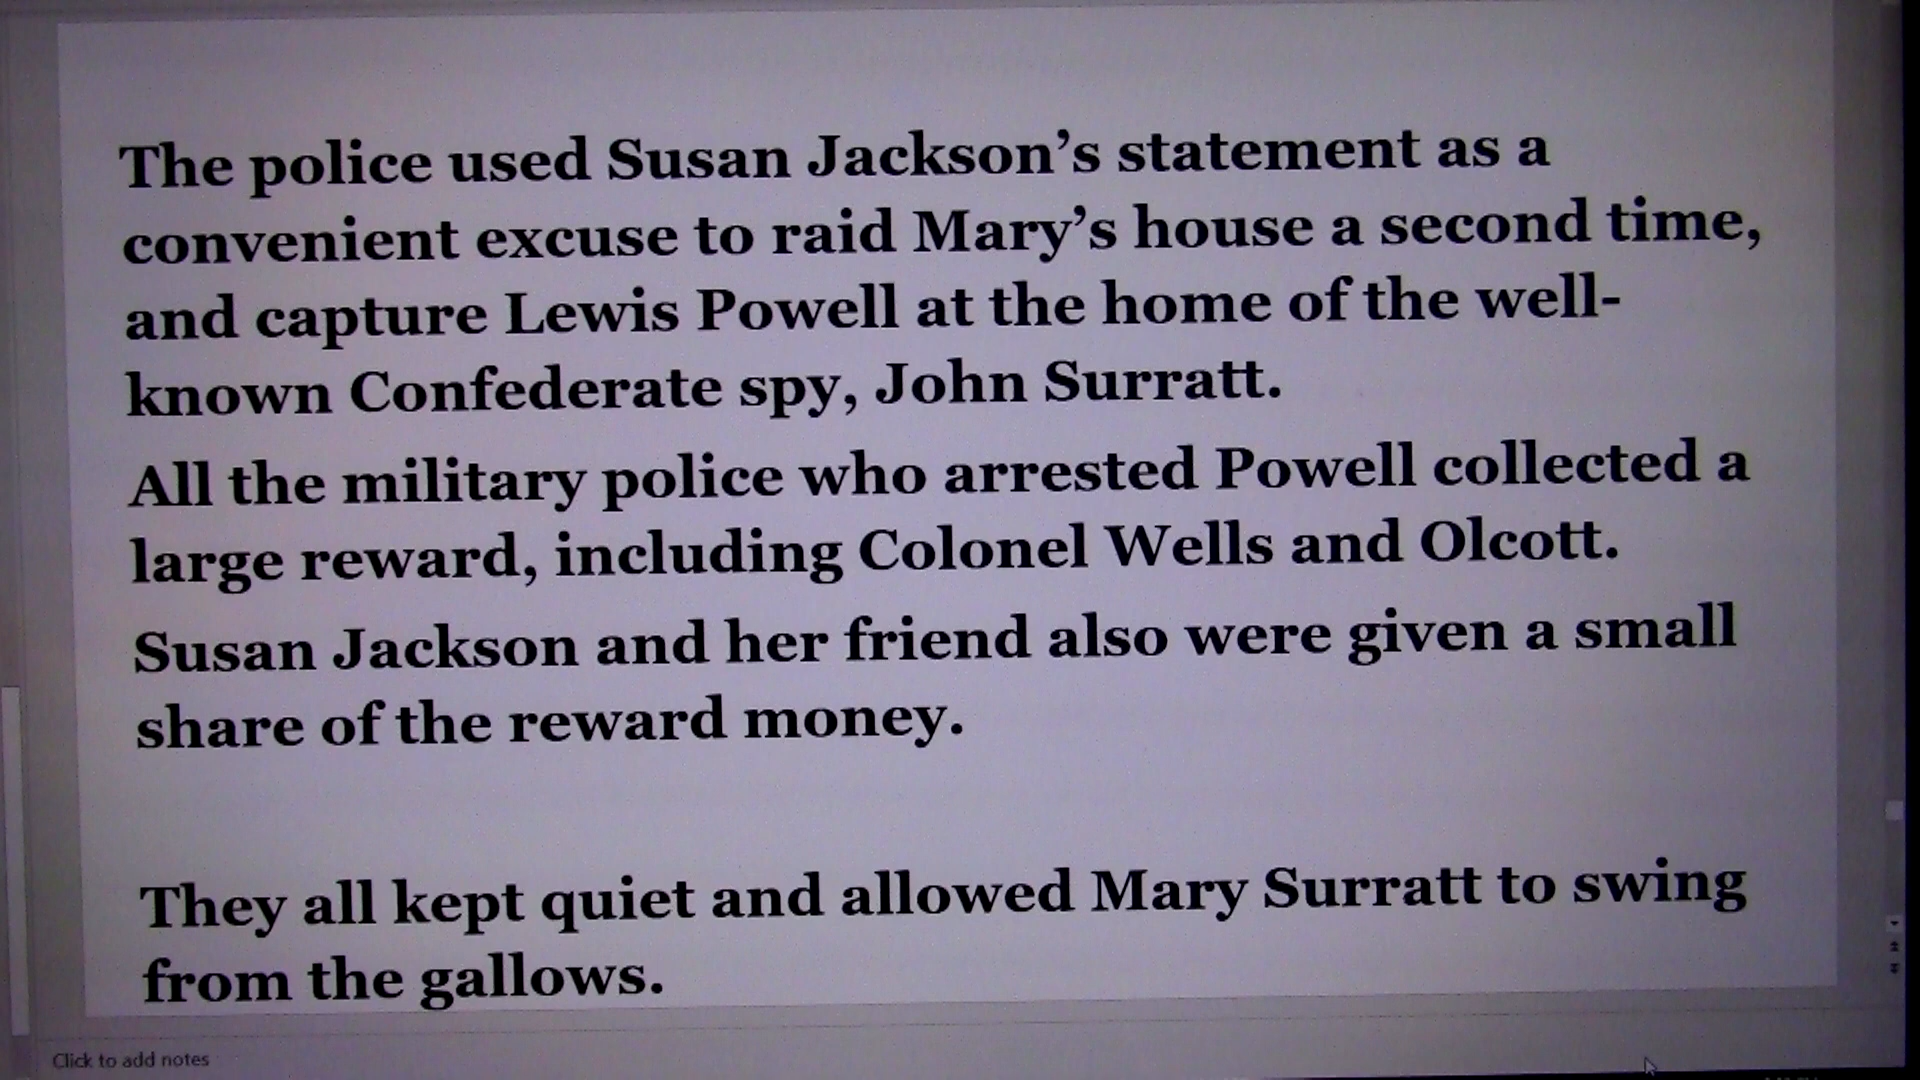 The police used Susan Jackson’s statement as a
convenient excuse to raid Mary’s house a second time,
and capture Lewis Powell at the home of the well-
known Confederate spy, John Surratt.
All the military police who arrested Powell collected a
large reward, including Colonel Wells and Olcott.
Susan Jackson and her friend also were given a small
share of the reward money.
They all kept quiet and allowed Mary Surratt to swing
from the gallows.
Click to add notes